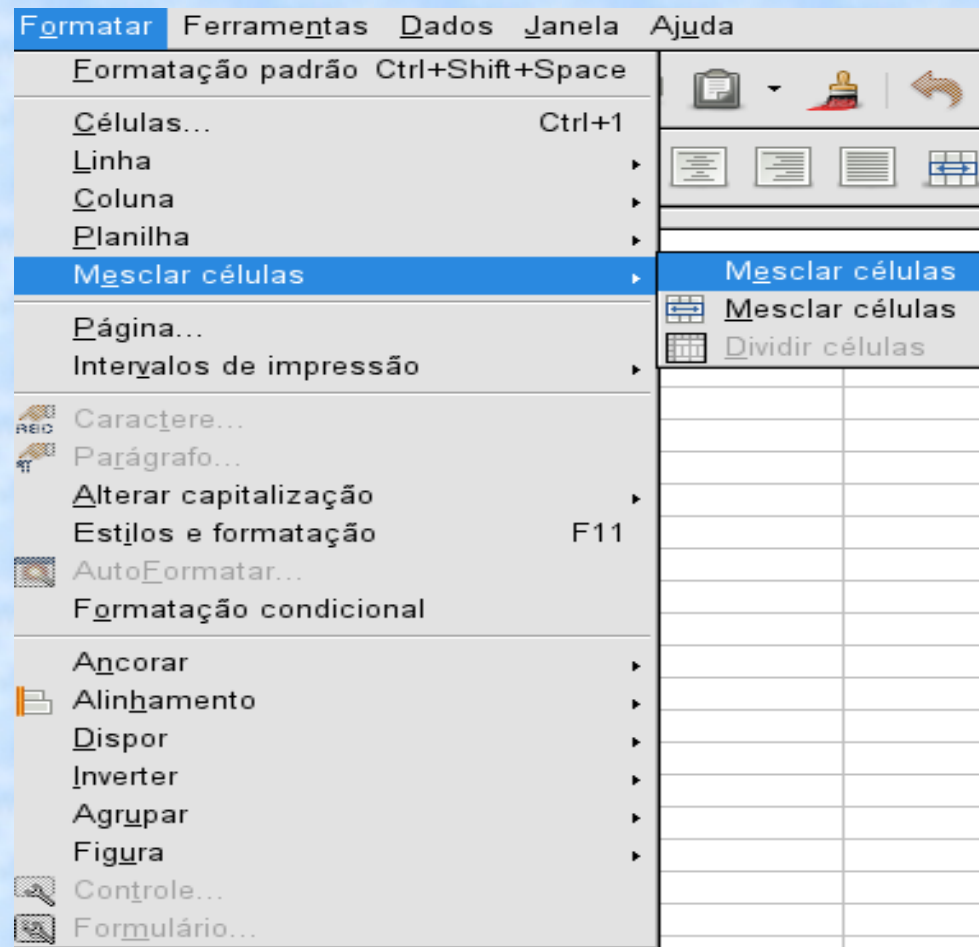 Formatar Ferramentas Dados Janela Ajuda
Formatação padrão Ctrl+Shift+Space
Células... Ctrl+1
Linha
Coluna
Planilha
Mesclar células
Mesclar células
Mesclar células
Dividir células
Página...
Intervalos de impressão
Caractere...
Parágrafo...
Alterar capitalização
Estilos e formatação F11
AutoFormatar...
Formatação condicional
Ancorar
Alinhamento
Dispor
Inverter
Agrupar
Figura
Controle...
Formulário...